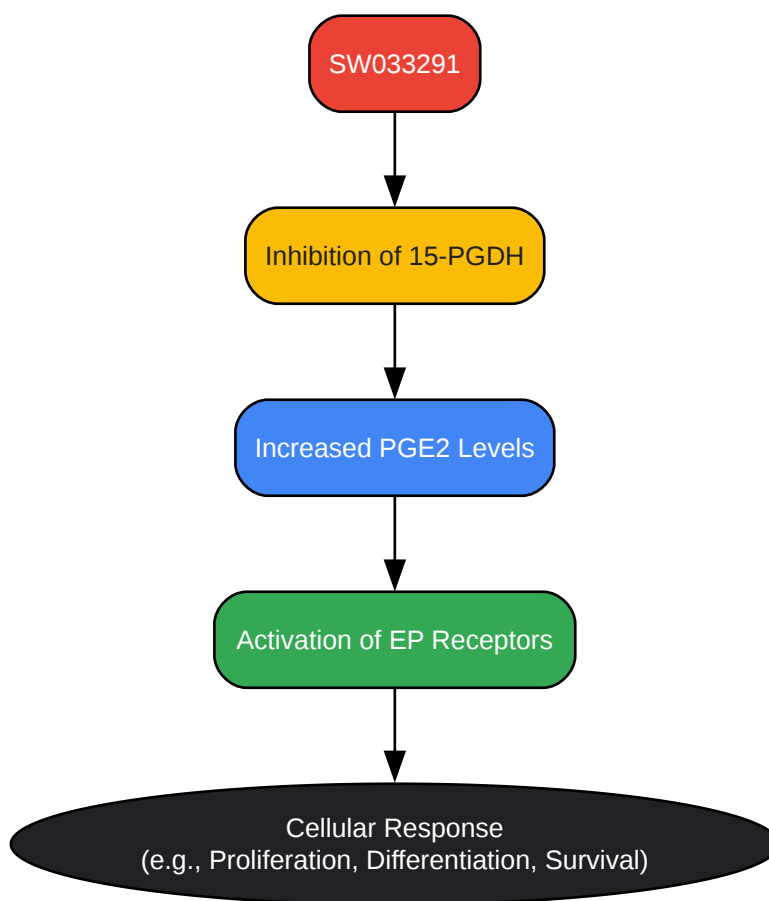 SW033291
Inhibition of 15-PGDH
Increased PGE2 Levels
Activation of EP Receptors
Cellular Response
(e.g., Proliferation, Differentiation, Survival)